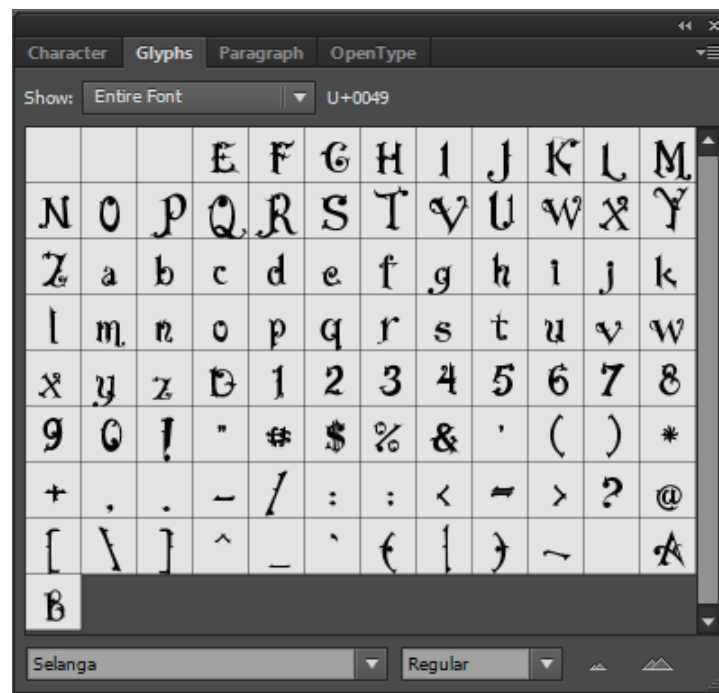 Character Glyphs Paragraph OpenType
Show: Entire Font U+0049
E F G H I J K L M
N O P Q R S T V U W X Y
Z a b c d e f g h i j k
l m n o p q r s t u v w
x y z D 1 2 3 4 5 6 7 8
9 0 ! " # $ % & ' ( ) *
+ , . – / : : < = > ? @
[ \ ] ^ _ ` { | } ~ A
B
Selanga Regular